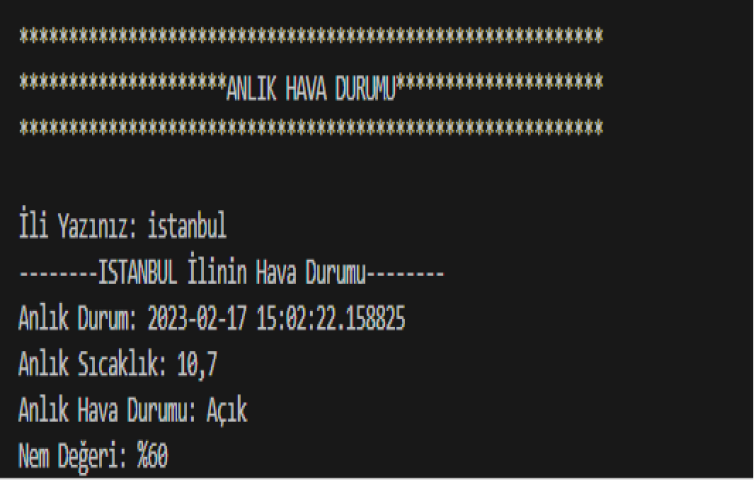 ***********************************************************
*********************ANLIK HAVA DURUMU*********************
***********************************************************
İli Yazınız: istanbul
--------ISTANBUL İlinin Hava Durumu--------
Anlık Durum: 2023-02-17 15:02:22.158825
Anlık Sıcaklık: 10,7
Anlık Hava Durumu: Açık
Nem Değeri: %60